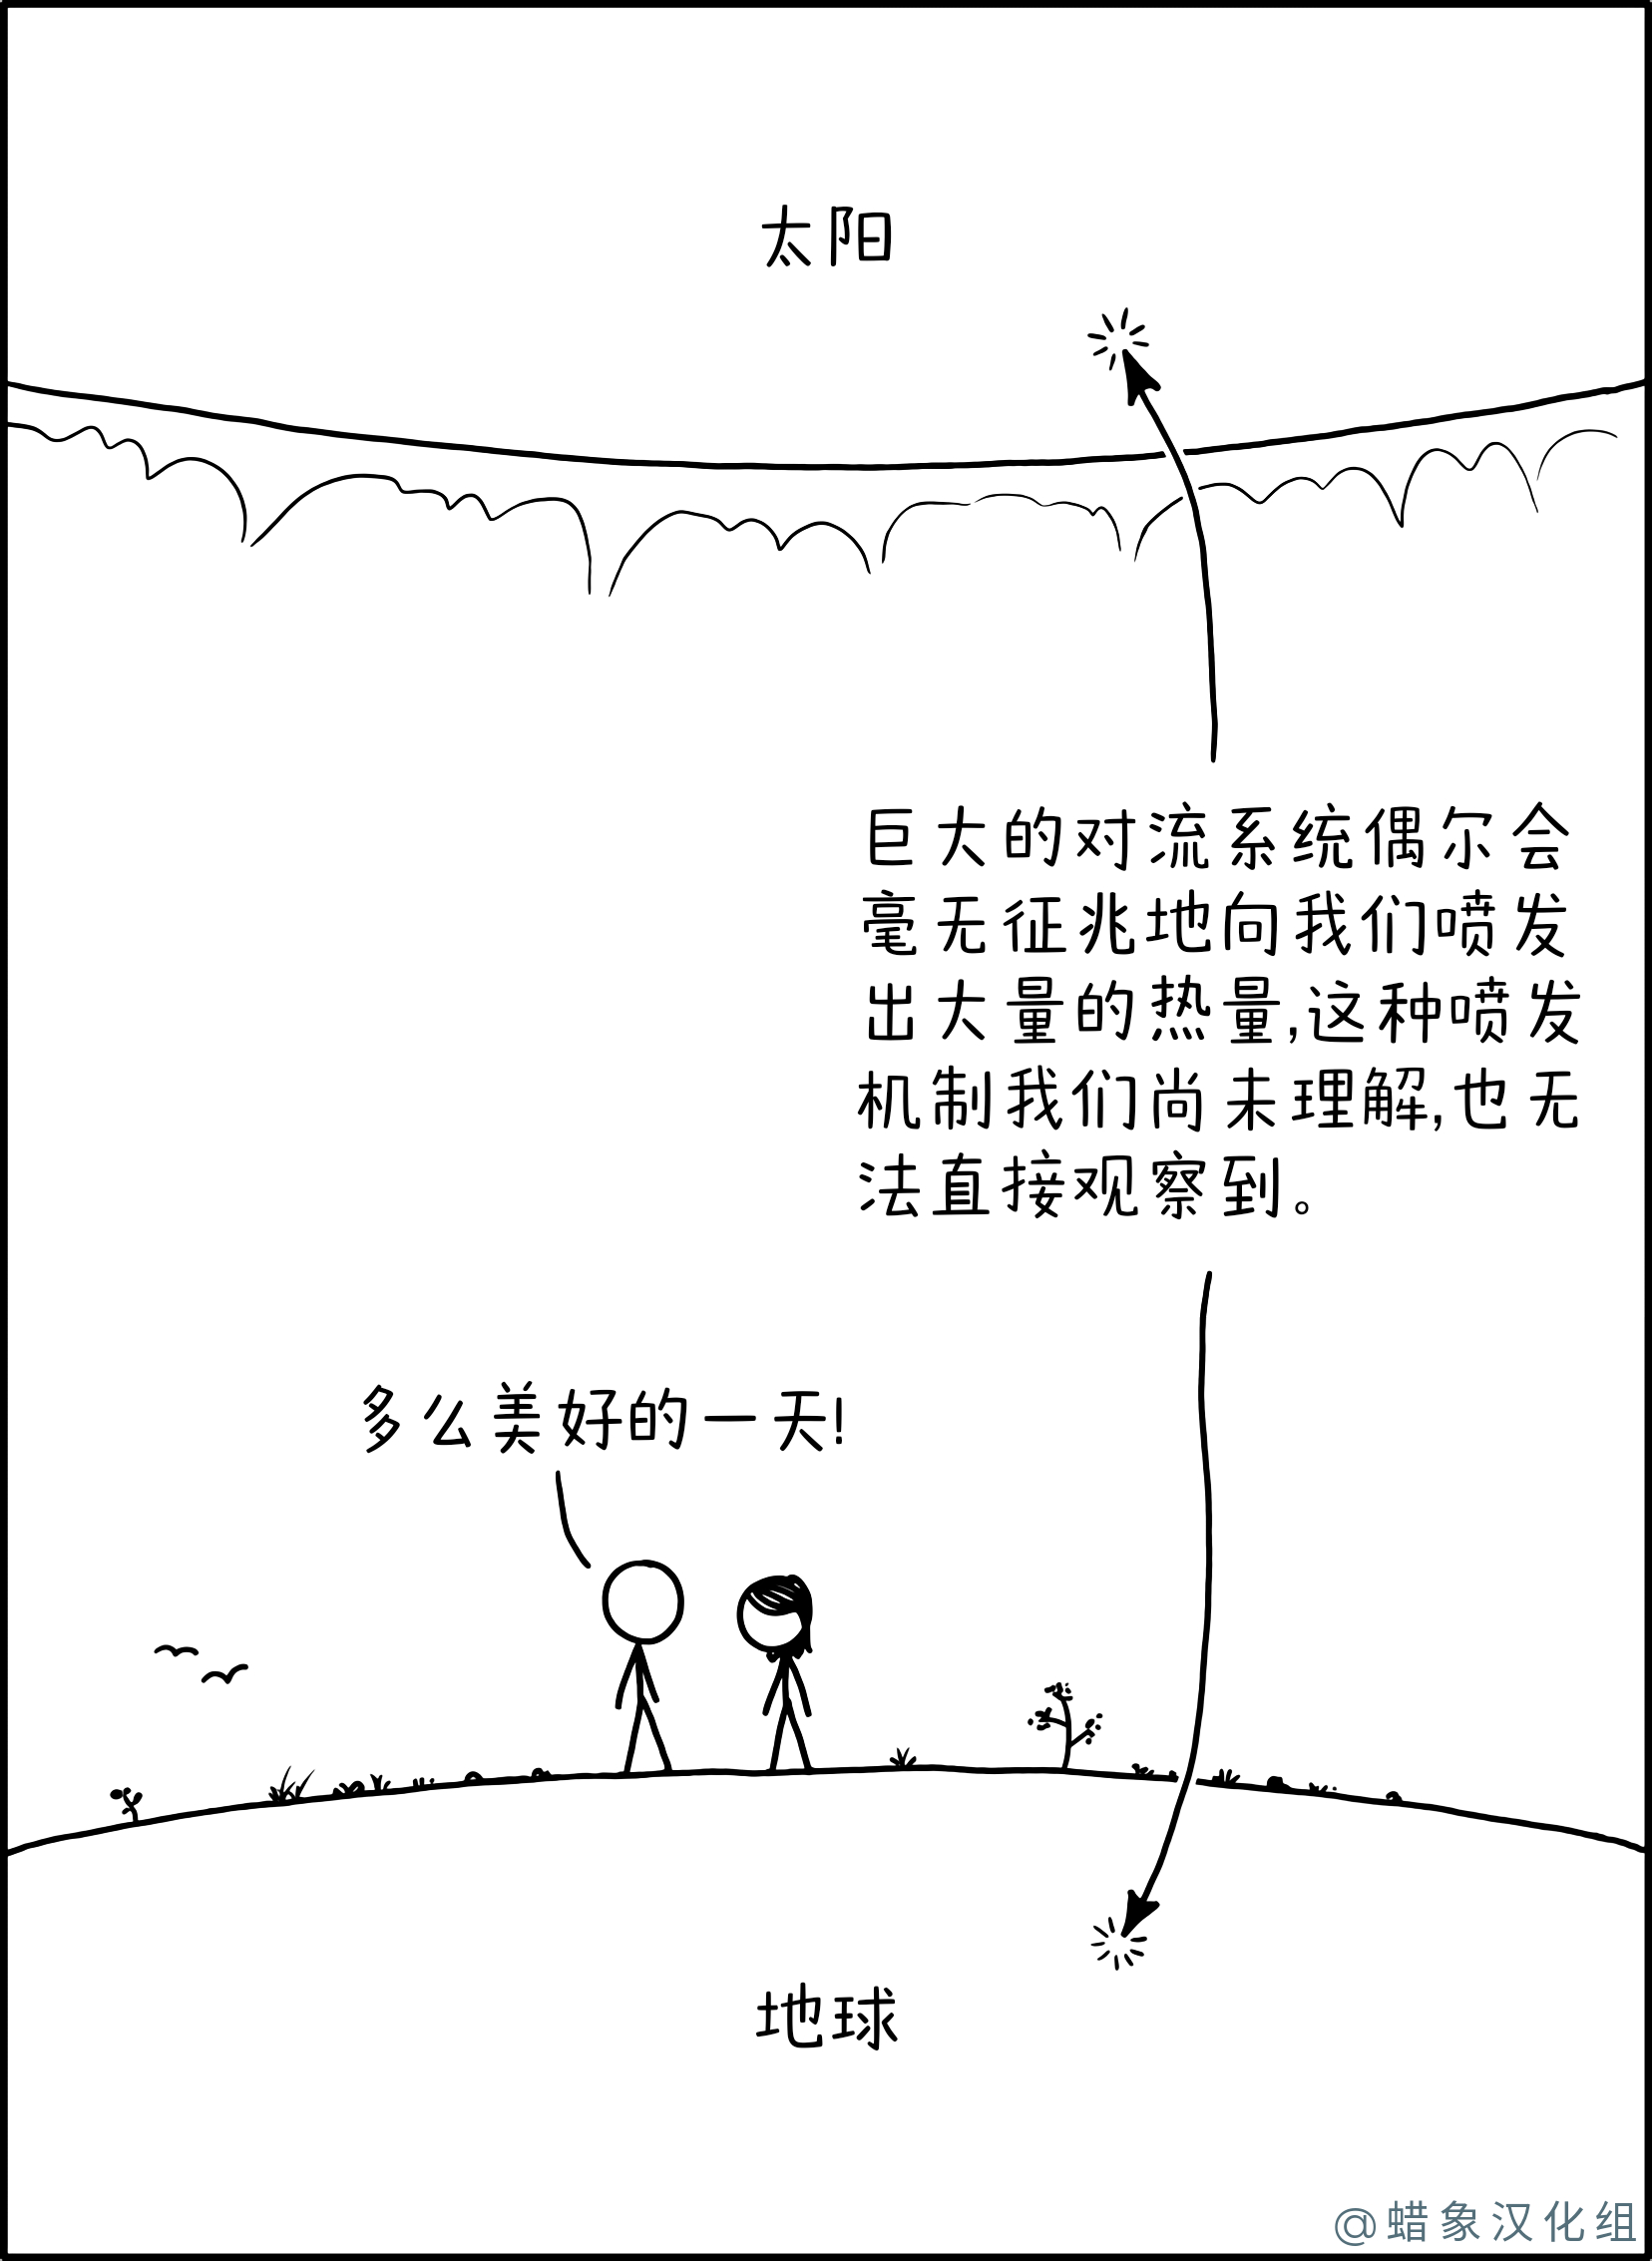 太阳
巨大的对流系统偶尔会
毫无征兆地向我们喷发
出大量的热量,这种喷发
机制我们尚未理解,也无
法直接观察到。
多么美好的一天!
地球
@蜡象汉化组